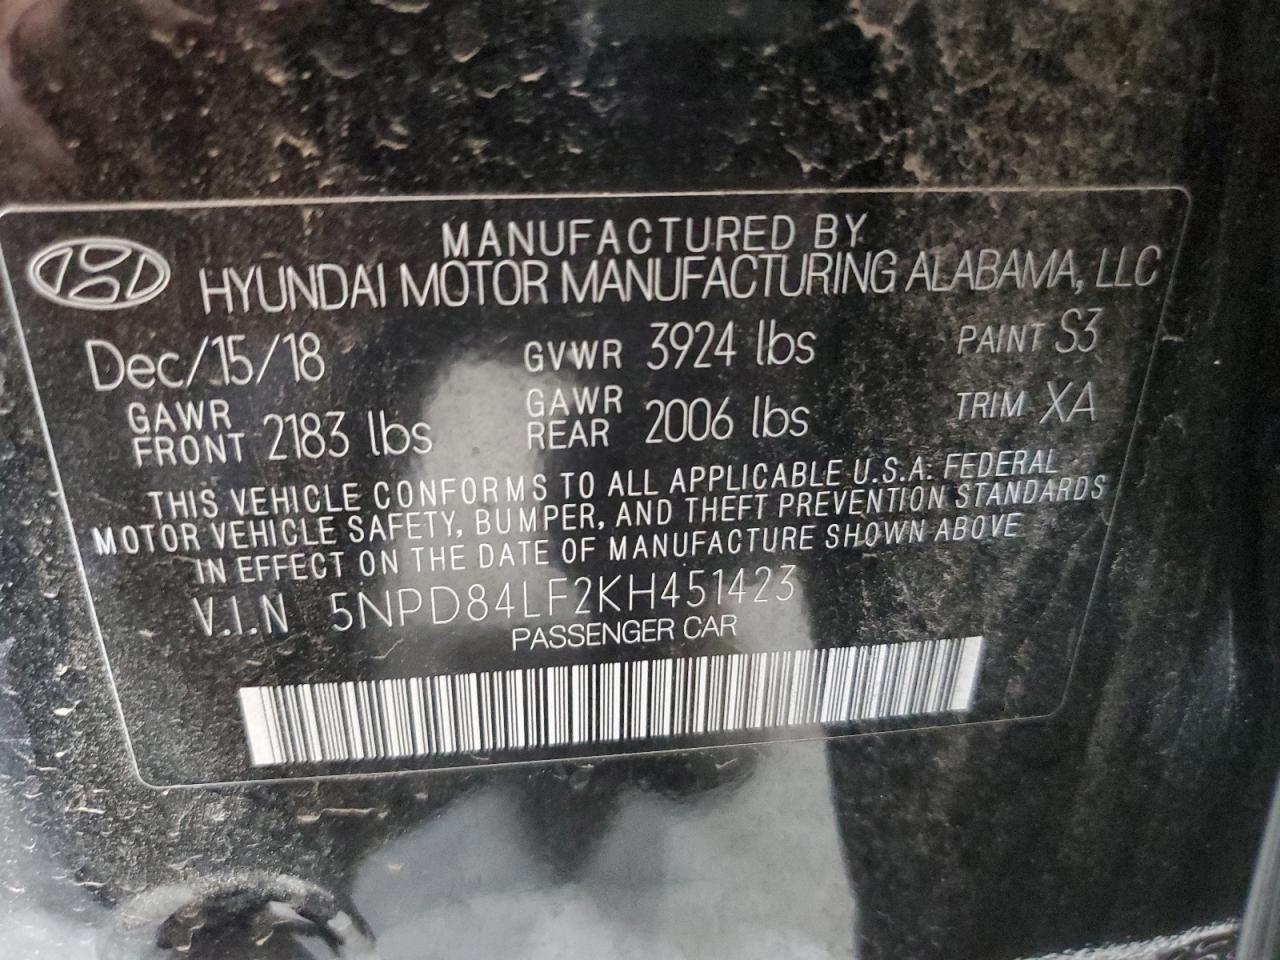 MANUFACTURED BY
HYUNDAI MOTOR MANUFACTURING ALABAMA, LLC
Dec/15/18 GVWR 3924 lbs PAINT S3
GAWR FRONT 2183 lbs GAWR REAR 2006 lbs TRIM XA
THIS VEHICLE CONFORMS TO ALL APPLICABLE U.S.A. FEDERAL
MOTOR VEHICLE SAFETY, BUMPER, AND THEFT PREVENTION STANDARDS
IN EFFECT ON THE DATE OF MANUFACTURE SHOWN ABOVE
V.I.N 5NPD84LF2KH451423
PASSENGER CAR